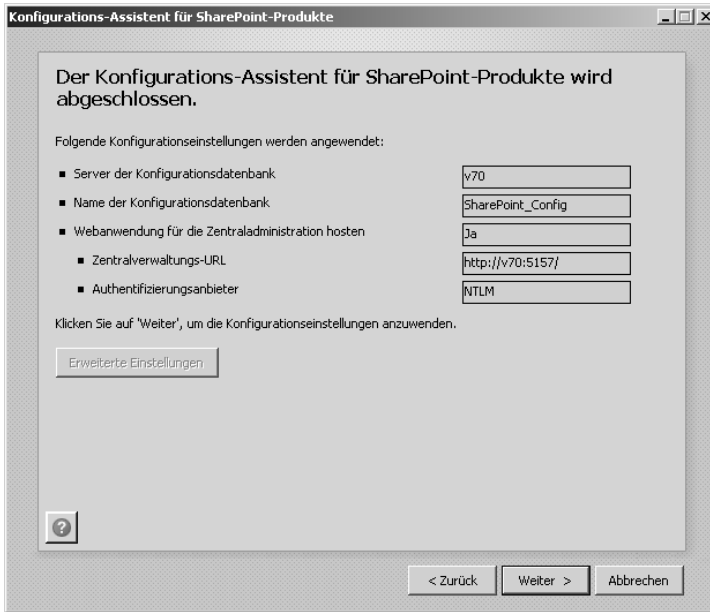 Konfigurations-Assistent für SharePoint-Produkte
Der Konfigurations-Assistent für SharePoint-Produkte wird
abgeschlossen.
Folgende Konfigurationseinstellungen werden angewendet:
Server der Konfigurationsdatenbank v70
Name der Konfigurationsdatenbank SharePoint_Config
Webanwendung für die Zentraladministration hosten Ja
Zentralverwaltungs-URL http://v70:5157/
Authentifizierungsanbieter NTLM
Klicken Sie auf 'Weiter', um die Konfigurationseinstellungen anzuwenden.
Erweiterte Einstellungen
?
< Zurück Weiter > Abbrechen